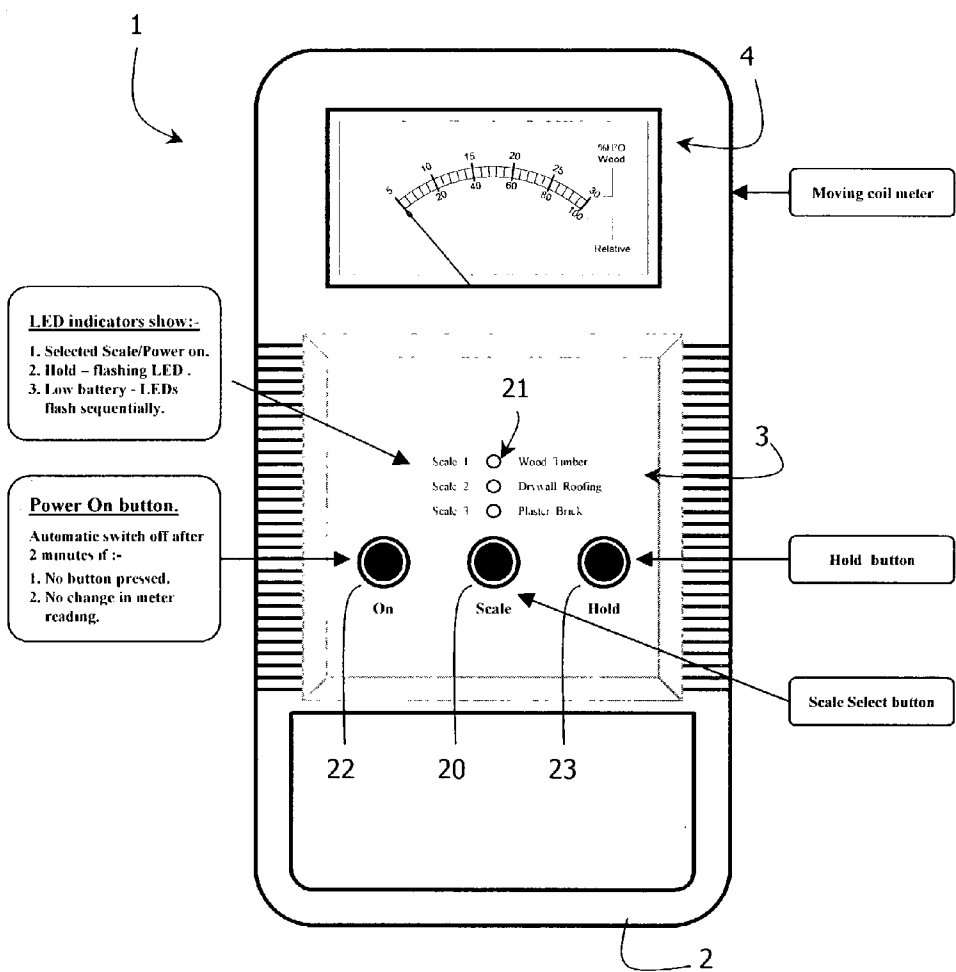 1
4
%H²O
Wood
5
10
15
20
25
30
20
40
60
80
100
Relative
Moving coil meter
LED indicators show:-
1. Selected Scale/Power on.
2. Hold – flashing LED .
3. Low battery - LEDs
flash sequentially.
21
3
Scale 1 Wood Timber
Scale 2 Drywall Roofing
Scale 3 Plaster Brick
Power On button.
Automatic switch off after
2 minutes if :-
1. No button pressed.
2. No change in meter
reading.
On
Scale
Hold
Hold button
Scale Select button
22
20
23
2